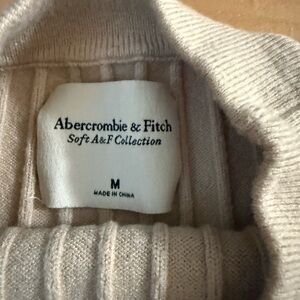 Abercrombie & Fitch
Soft A&F Collection
M
MADE IN CHINA